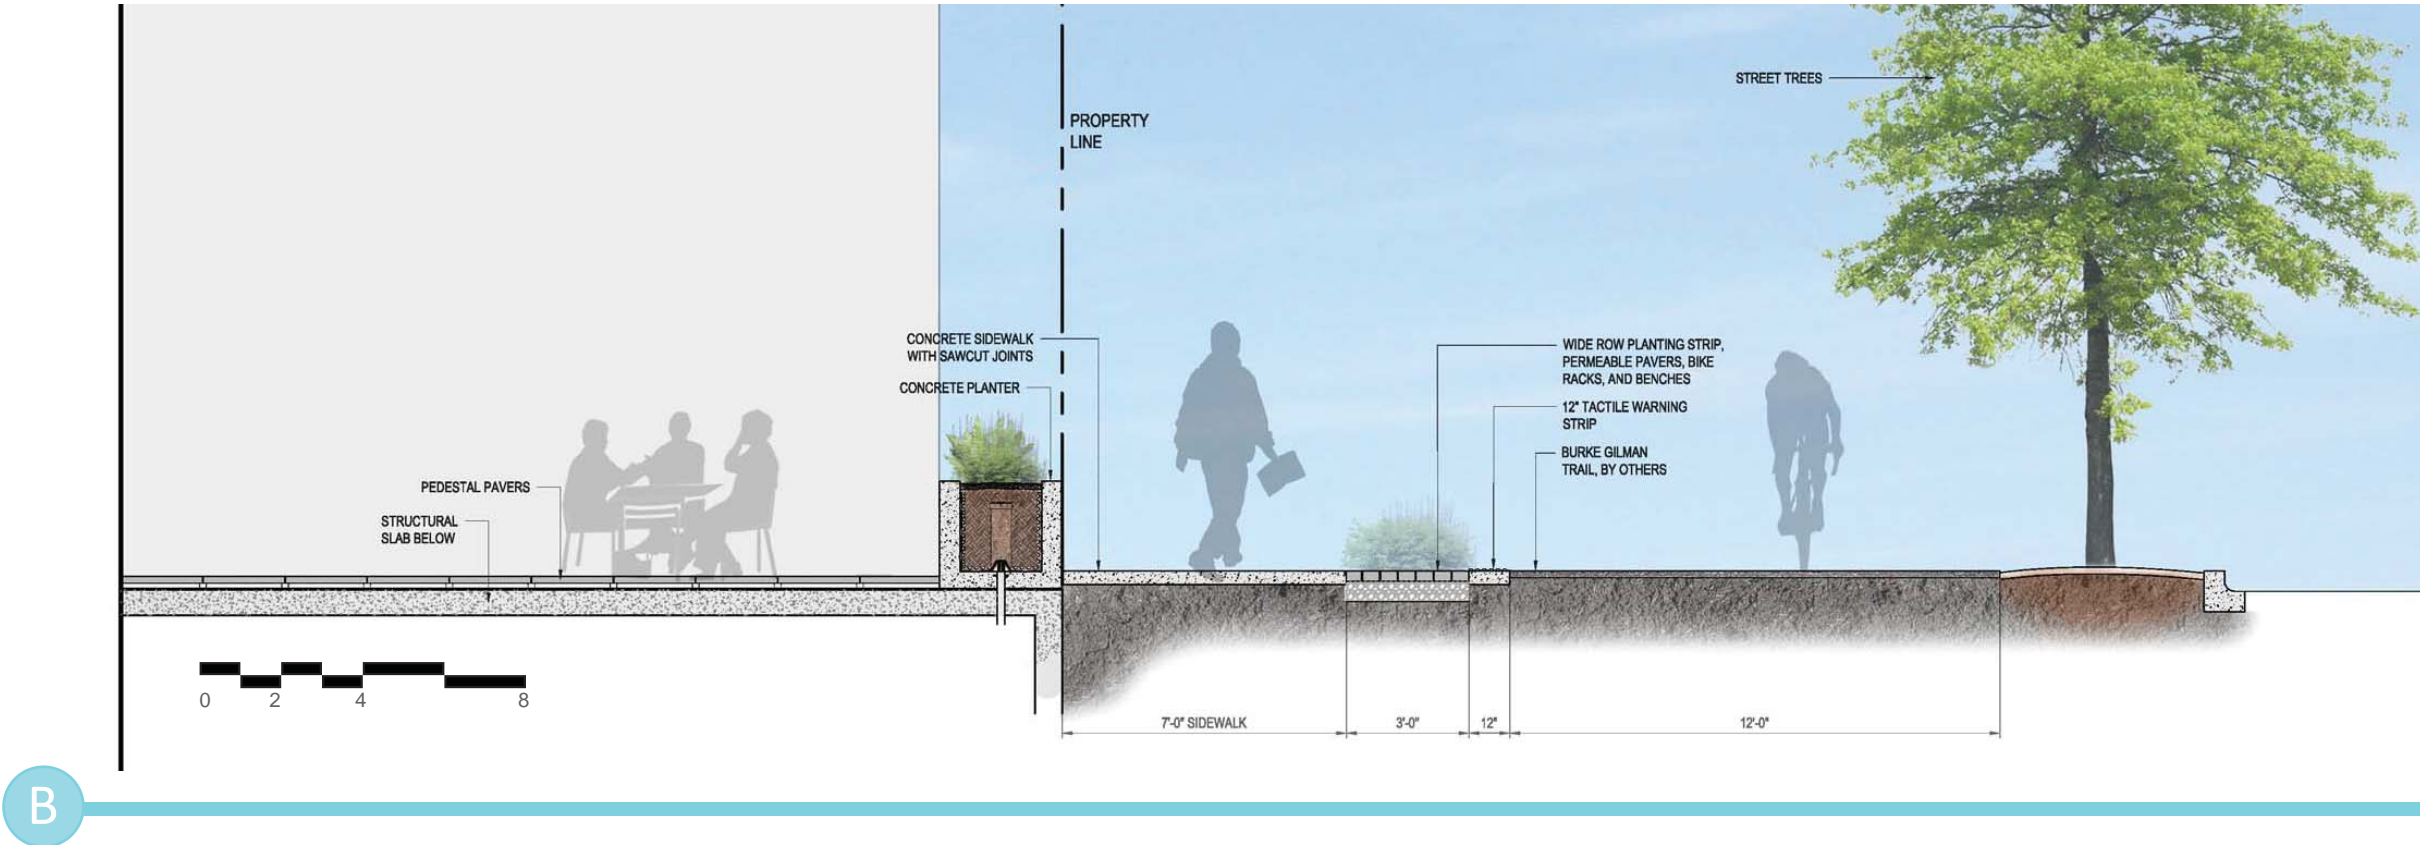 STREET TREES
PROPERTY
LINE
CONCRETE SIDEWALK
WITH SAWCUT JOINTS
CONCRETE PLANTER
WIDE ROW PLANTING STRIP,
PERMEABLE PAVERS, BIKE
RACKS, AND BENCHES
12" TACTILE WARNING
STRIP
BURKE GILMAN
TRAIL, BY OTHERS
PEDESTAL PAVERS
STRUCTURAL
SLAB BELOW
0 2 4 8
7'-0" SIDEWALK 3'-0" 12" 12'-0"
B